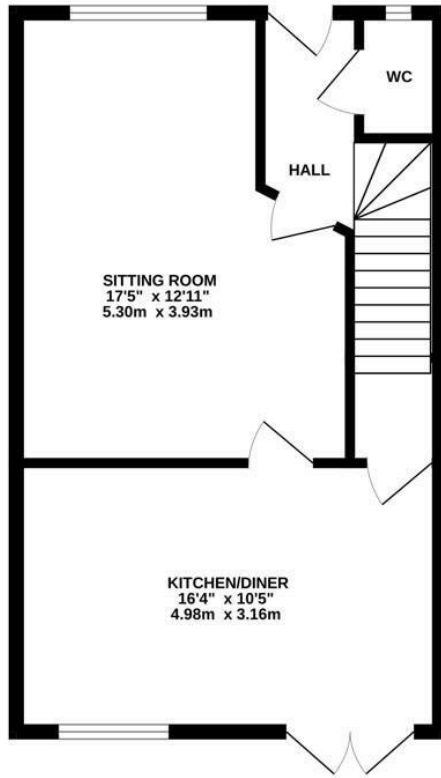 WC
HALL
SITTING ROOM
17'5" x 12'11"
5.30m x 3.93m
KITCHEN/DINER
16'4" x 10'5"
4.98m x 3.16m